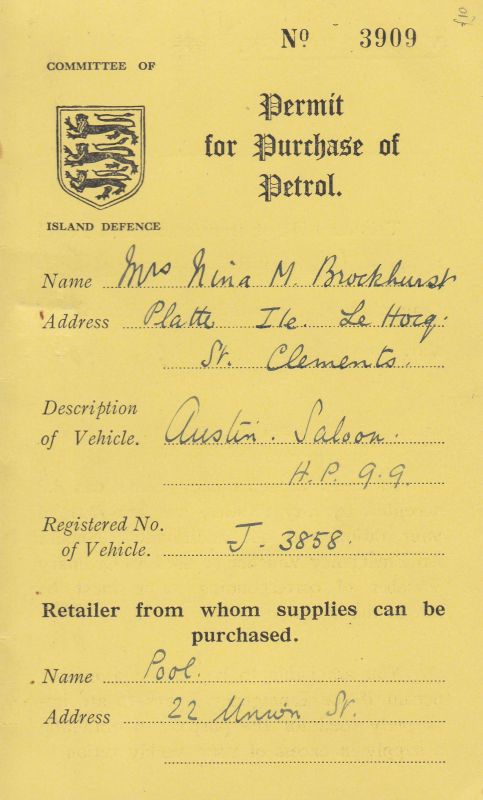 £10
Nº 3909
COMMITTEE OF
ISLAND DEFENCE
Permit
for Purchase of
Petrol.
Name Mrs Nina M. Brockhurst
Address Platte Ile. Le Hocq.
St. Clements.
Description
of Vehicle. Austin. Saloon.
H.P. 9.9.
Registered No.
of Vehicle. J. 3858.
Retailer from whom supplies can be
purchased.
Name Pool.
Address 22 Union St.